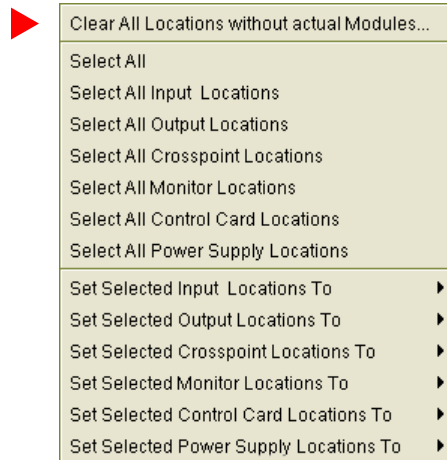 Clear All Locations without actual Modules...
Select All
Select All Input Locations
Select All Output Locations
Select All Crosspoint Locations
Select All Monitor Locations
Select All Control Card Locations
Select All Power Supply Locations
Set Selected Input Locations To
Set Selected Output Locations To
Set Selected Crosspoint Locations To
Set Selected Monitor Locations To
Set Selected Control Card Locations To
Set Selected Power Supply Locations To